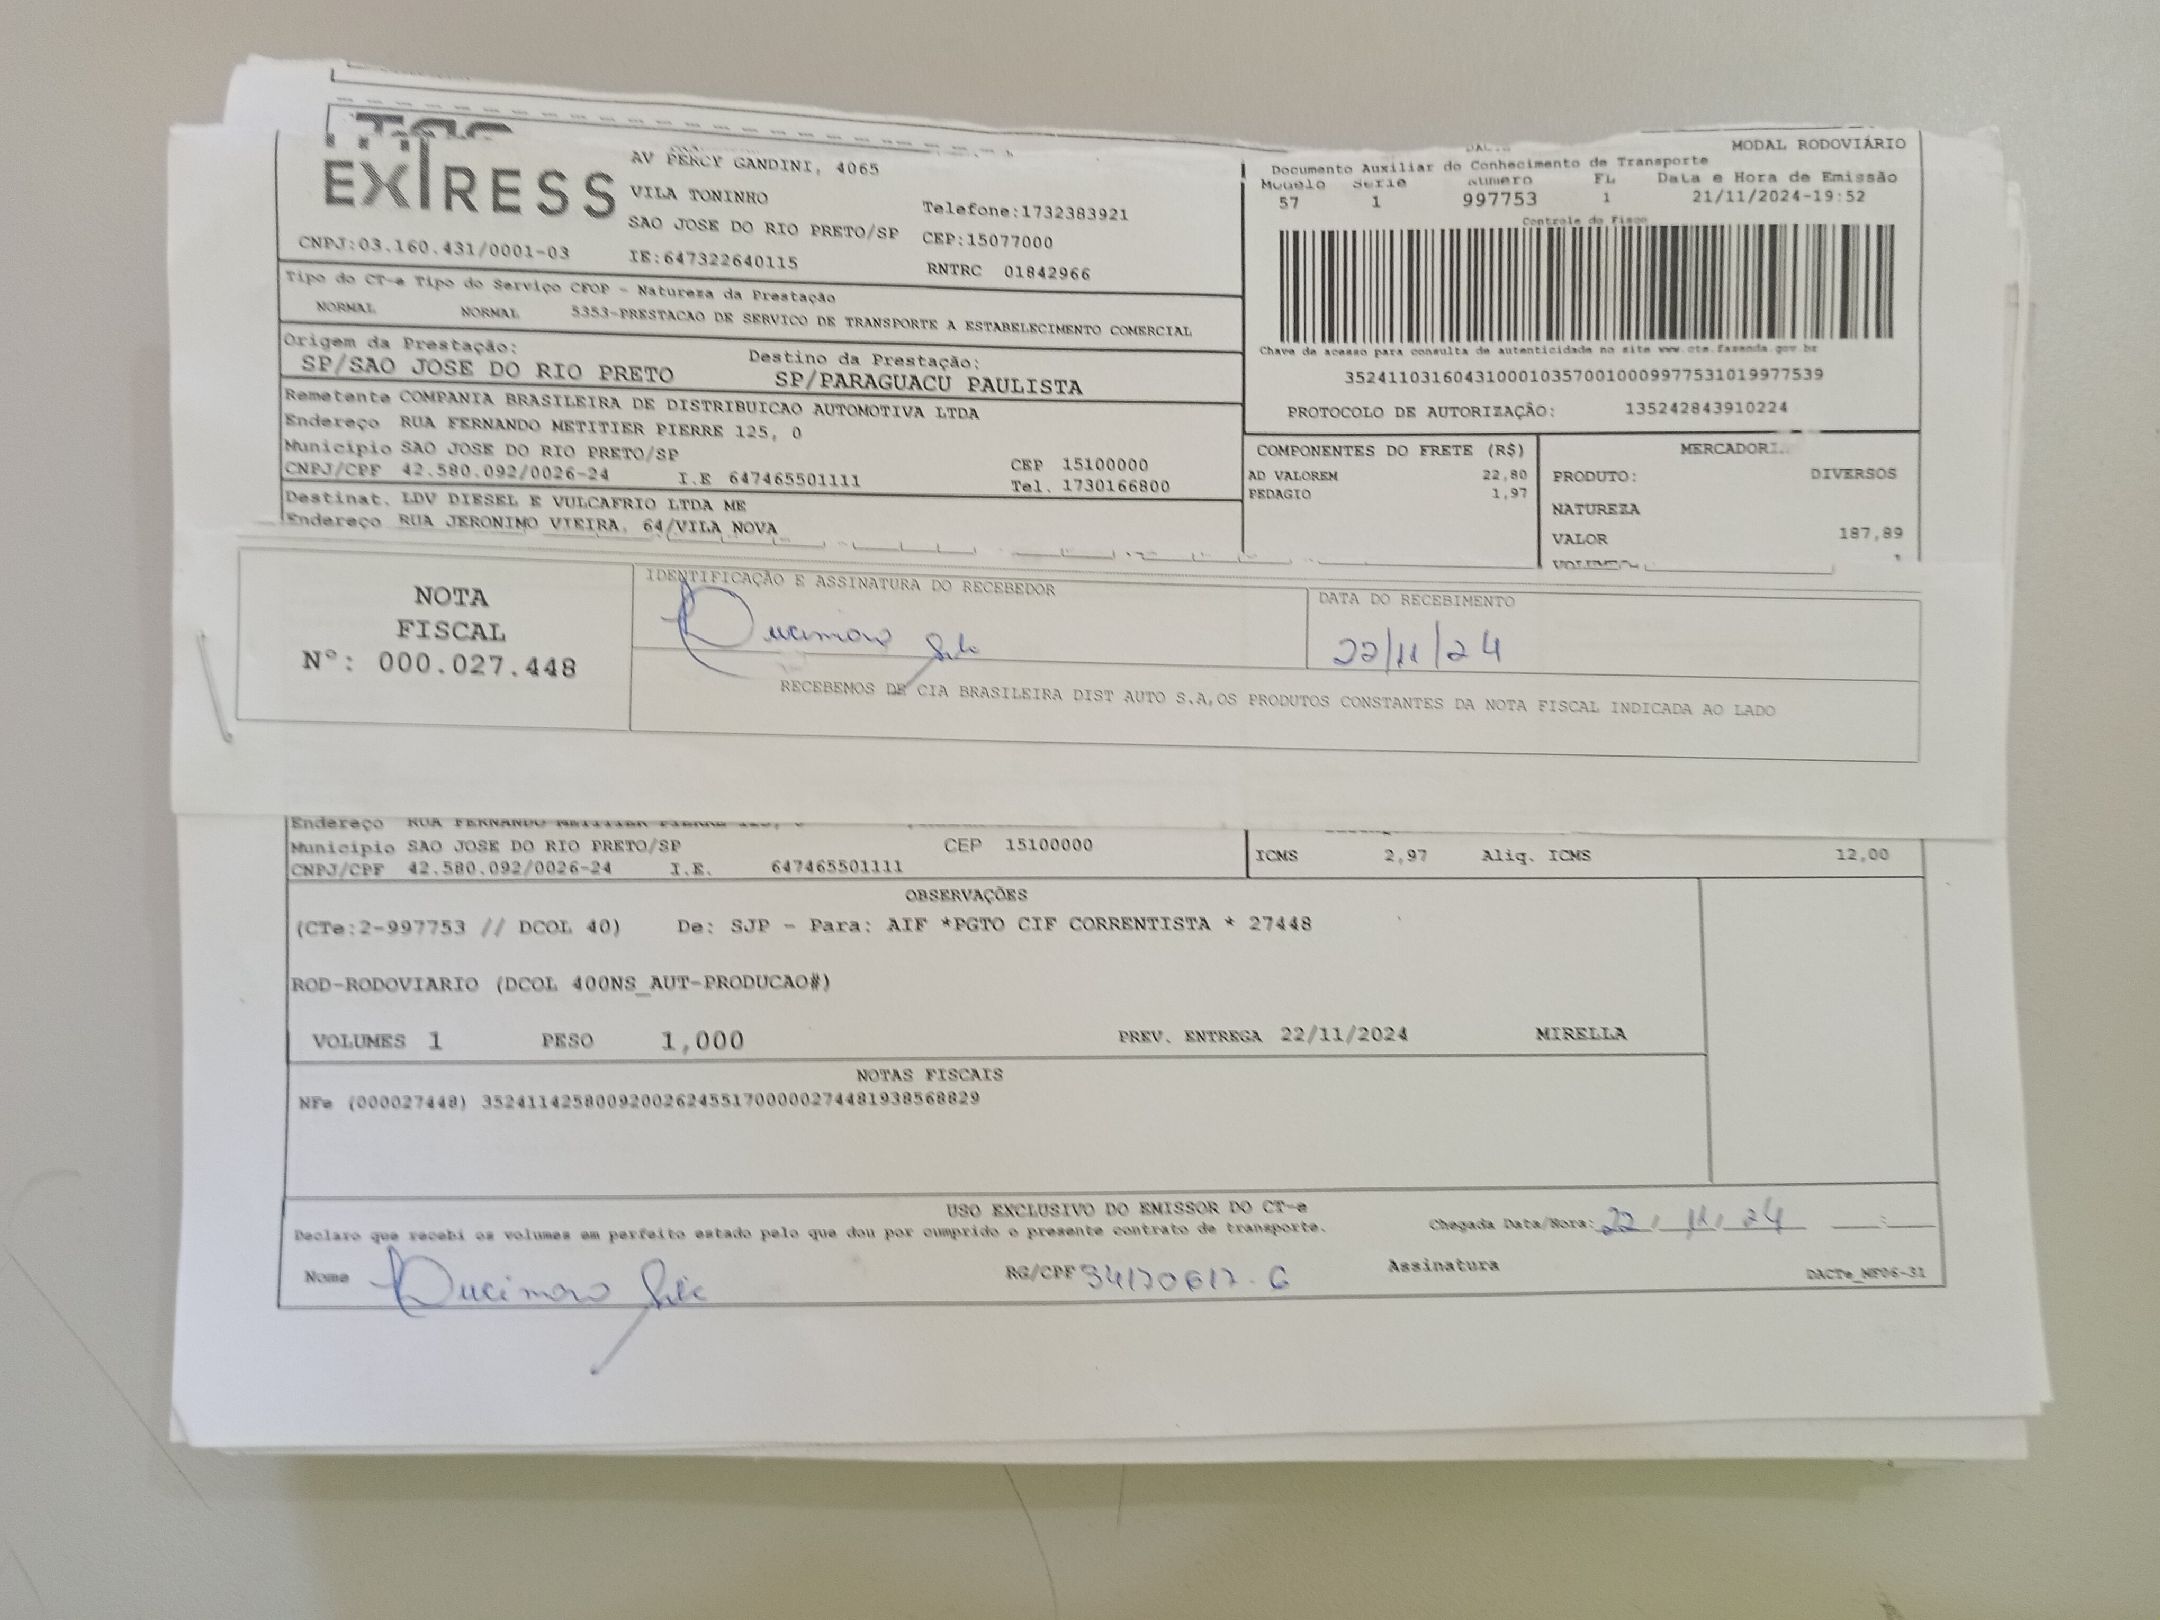 EXPRESS
AV PERCY GANDINI, 4065
VILA TONINHO
SAO JOSE DO RIO PRETO/SP
Telefone:1732383921
CEP:15077000
CNPJ:03.160.431/0001-03
IE:647322640115
RNTRC 01842966
MODAL RODOVIÁRIO
Documento Auxiliar do Conhecimento de Transporte
Modelo Serie Numero FL Data e Hora de Emissão
57 1 997753 1 21/11/2024-19:52
Controle do Fisco
Chave de acesso para consulta de autenticidade no site www.cte.fazenda.gov.br
35241103160431000103570010009977531019977539
PROTOCOLO DE AUTORIZAÇÃO: 135242843910224
Tipo do CT-e Tipo do Serviço CFOP - Natureza da Prestação
NORMAL NORMAL 5353-PRESTACAO DE SERVICO DE TRANSPORTE A ESTABELECIMENTO COMERCIAL
Origem da Prestação: Destino da Prestação:
SP/SAO JOSE DO RIO PRETO SP/PARAGUACU PAULISTA
Remetente COMPANIA BRASILEIRA DE DISTRIBUICAO AUTOMOTIVA LTDA
Endereço RUA FERNANDO METITIER PIERRE 125, 0
Municipio SAO JOSE DO RIO PRETO/SP CEP 15100000
CNPJ/CPF 42.580.092/0026-24 I.E 647465501111 Tel. 1730166800
Destinat. LDV DIESEL E VULCAFRIO LTDA ME
Endereço RUA JERONIMO VIEIRA, 64/VILA NOVA
COMPONENTES DO FRETE (R$)
AD VALOREM 22,80
PEDAGIO 1,97
PRODUTO: DIVERSOS
NATUREZA
VALOR 187,89
NOTA
FISCAL
Nº: 000.027.448
IDENTIFICAÇÃO E ASSINATURA DO RECEBEDOR
DATA DO RECEBIMENTO
22/11/24
RECEBEMOS DE CIA BRASILEIRA DIST AUTO S.A,OS PRODUTOS CONSTANTES DA NOTA FISCAL INDICADA AO LADO
Endereço RUA FERNANDO METITIER PIERRE 125, 0
Municipio SAO JOSE DO RIO PRETO/SP CEP 15100000
CNPJ/CPF 42.580.092/0026-24 I.E. 647465501111
ICMS 2,97 Aliq. ICMS 12,00
OBSERVAÇÕES
(CTe:2-997753 // DCOL 40) De: SJP - Para: AIF *PGTO CIF CORRENTISTA * 27448
ROD-RODOVIARIO (DCOL 400NS_AUT-PRODUCAO#)
VOLUMES 1 PESO 1,000 PREV. ENTREGA 22/11/2024 MIRELLA
NOTAS FISCAIS
NFe (000027448) 35241142580092002624551700000274481938568829
USO EXCLUSIVO DO EMISSOR DO CT-e
Declaro que recebi os volumes em perfeito estado pelo que dou por cumprido o presente contrato de transporte.
Chegada Data/Hora: 22/11/24
Nome RG/CPF Assinatura
DACTe_NF06-31